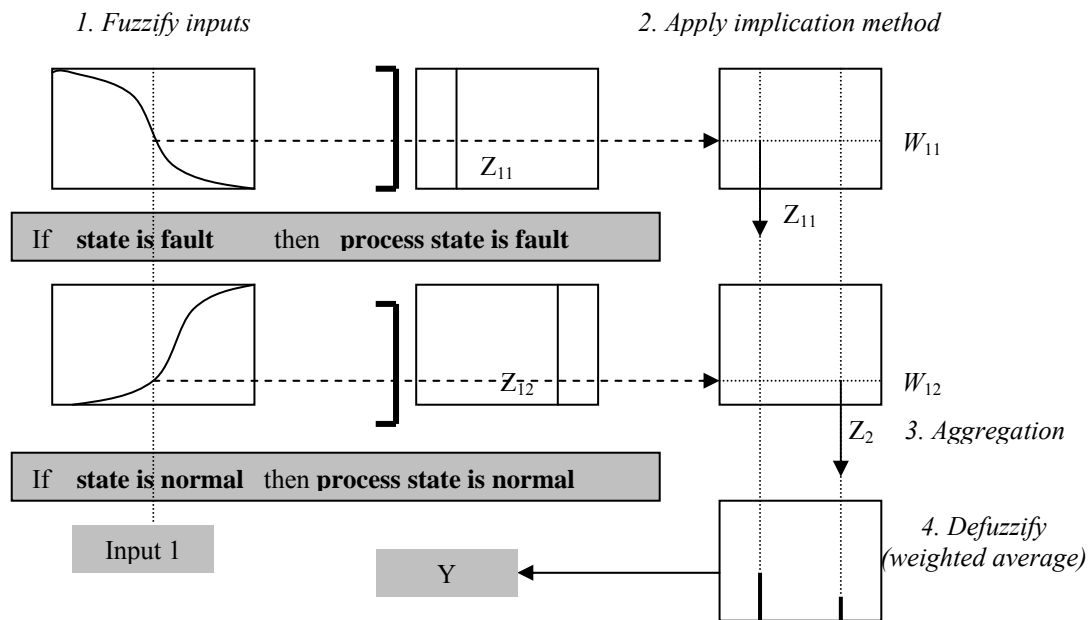 1. Fuzzify inputs
2. Apply implication method
Z11
W11
Z11
If state is fault then process state is fault
Z12
W12
Z2
3. Aggregation
If state is normal then process state is normal
Input 1
Y
4. Defuzzify
(weighted average)